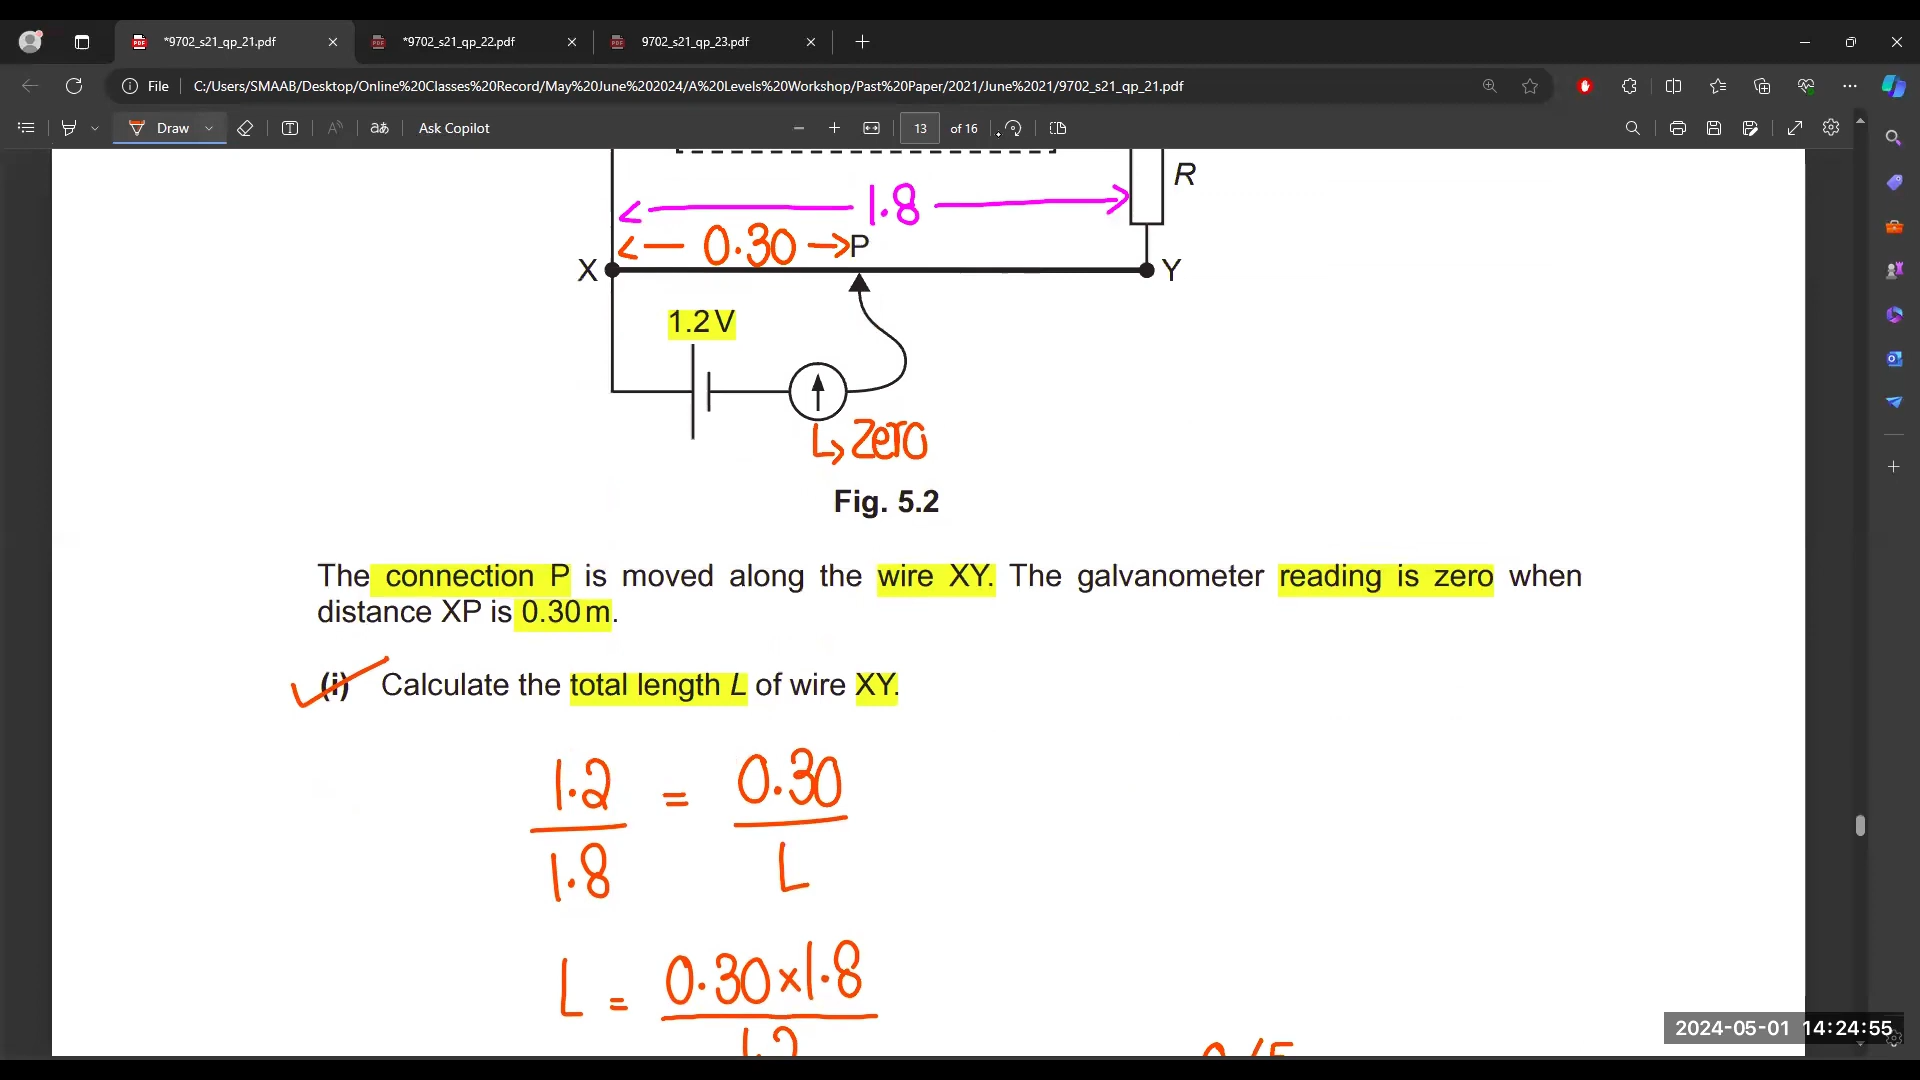 *9702_s21_qp_21.pdf
*9702_s21_qp_22.pdf
9702_s21_qp_23.pdf
File
C:/Users/SMAAB/Desktop/Online%20Classes%20Record/May%20June%202024/A%20Levels%20Workshop/Past%20Paper/2021/June%2021/9702_s21_qp_21.pdf
Draw
aあ
Ask Copilot
13 of 16
R
1.8
0.30
P
X
Y
1.2 V
Zero
Fig. 5.2
The connection P is moved along the wire XY. The galvanometer reading is zero when
distance XP is 0.30 m.
(i) Calculate the total length L of wire XY.
1.2 = 0.30
1.8 L
L = 0.30×1.8
1.2
2024-05-01 14:24:55